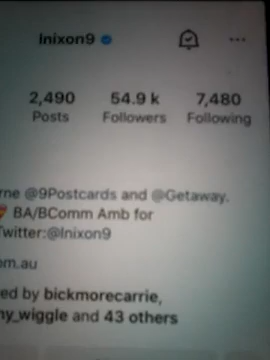 lnixon9
2,490 54.9 k 7,480
Posts Followers Following
rne @9Postcards and @Getaway.
BA/BComm Amb for
Twitter:@lnixon9
om.au
ed by bickmorecarrie,
ny_wiggle and 43 others